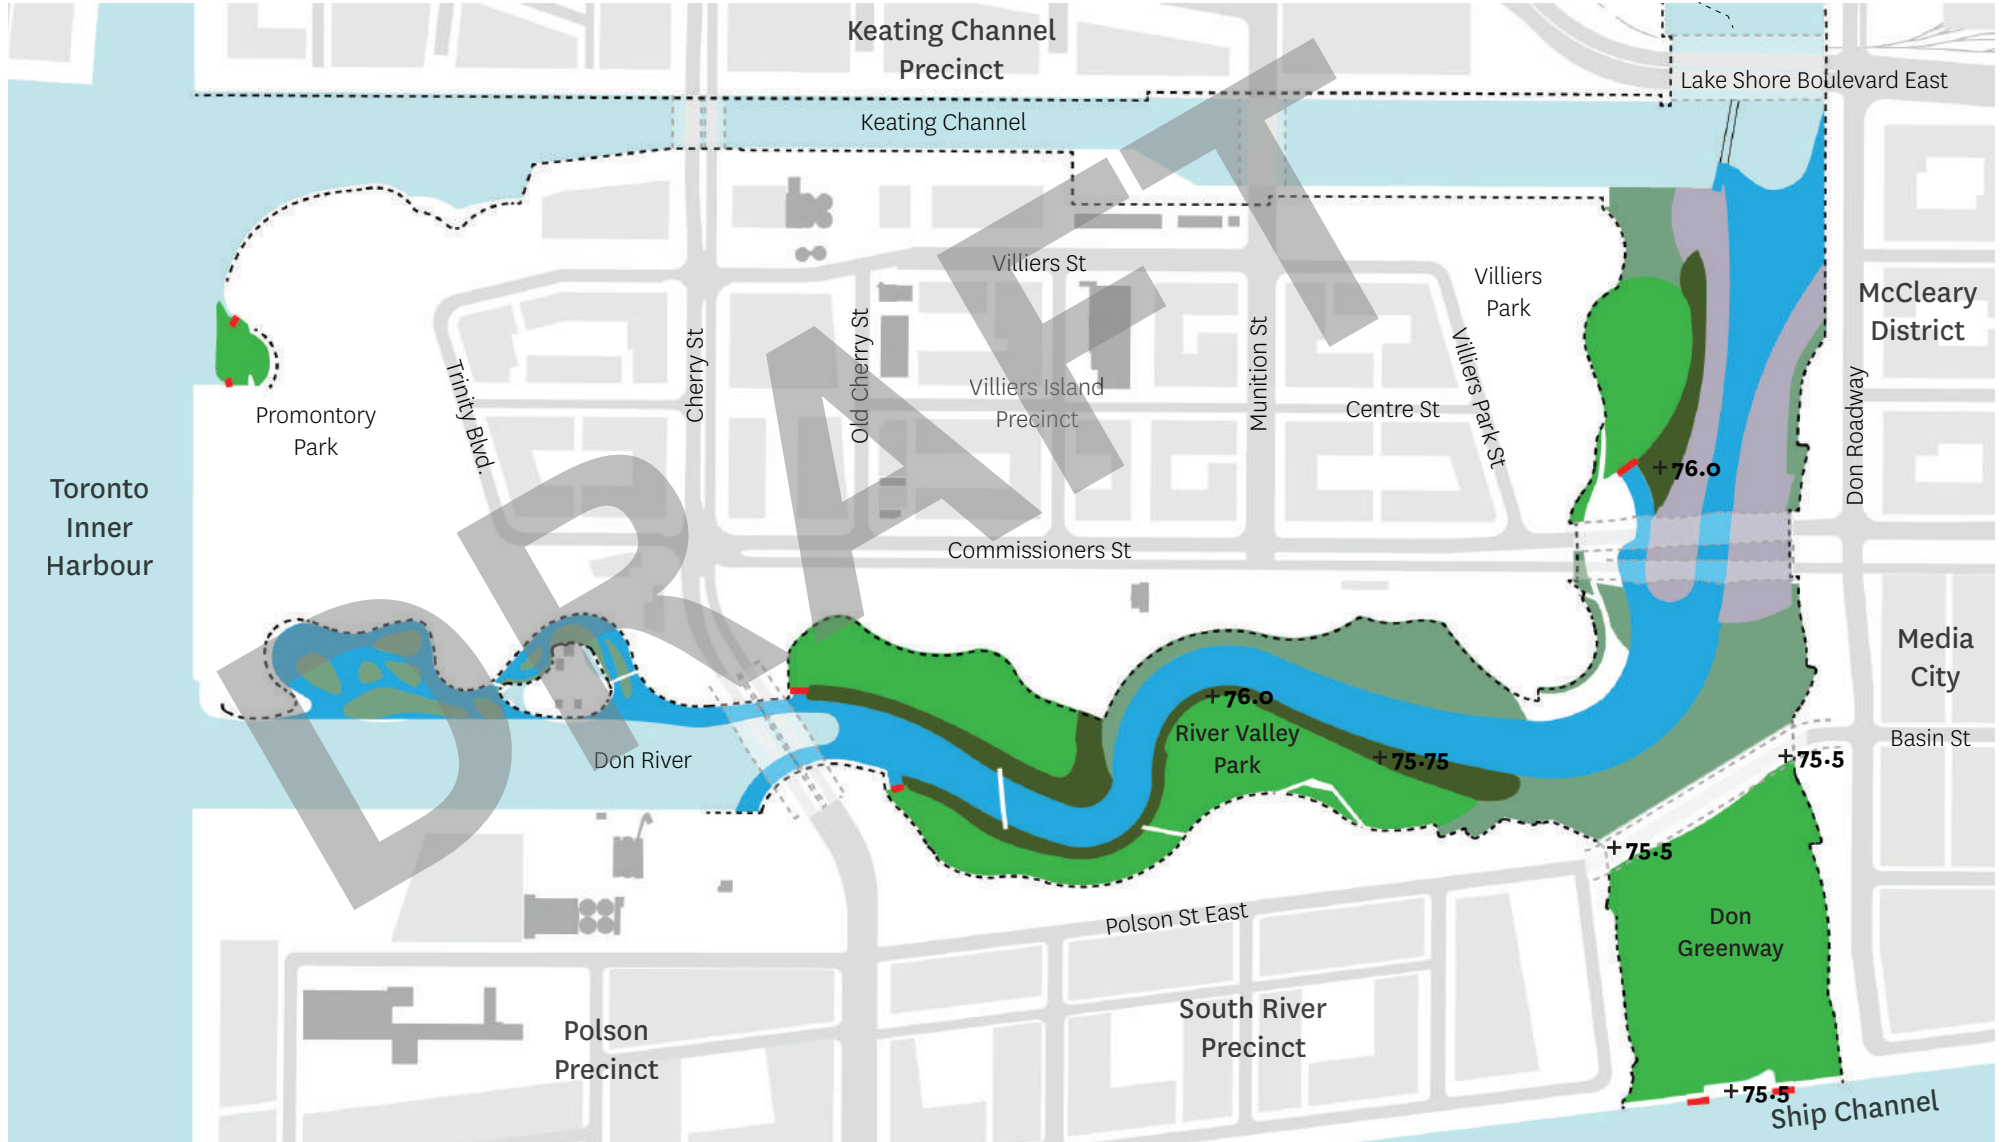 Keating Channel
Precinct
Lake Shore Boulevard East
Keating Channel
Villiers St
Villiers
Park
McCleary
District
Trinity Blvd.
Cherry St
Old Cherry St
Villiers Island
Precinct
Munition St
Centre St
Villiers Park St
Don Roadway
Promontory
Park
Toronto
Inner
Harbour
+76.0
Commissioners St
DRAFT
Media
City
+76.0
River Valley
Park
Don River
+75.75
+75.5
Basin St
+75.5
Polson St East
Don
Greenway
South River
Precinct
Polson
Precinct
+75.5
Ship Channel